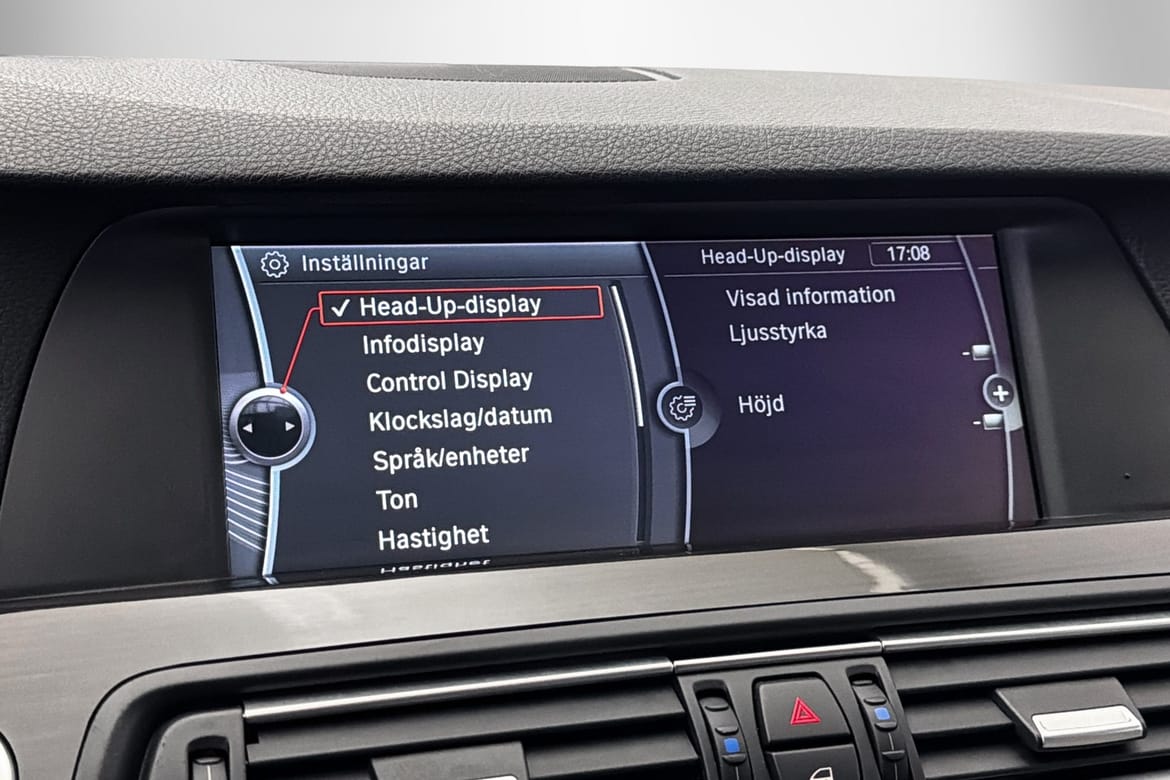 Inställningar
Head-Up-display
Infodisplay
Control Display
Klockslag/datum
Språk/enheter
Ton
Hastighet
Head-Up-display 17:08
Visad information
Ljusstyrka
Höjd